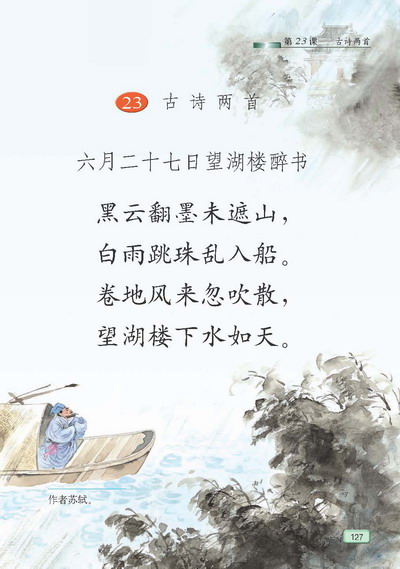 第23课 古诗两首
23 古诗两首
六月二十七日望湖楼醉书
黑云翻墨未遮山，
白雨跳珠乱入船。
卷地风来忽吹散，
望湖楼下水如天。
作者苏轼。
127